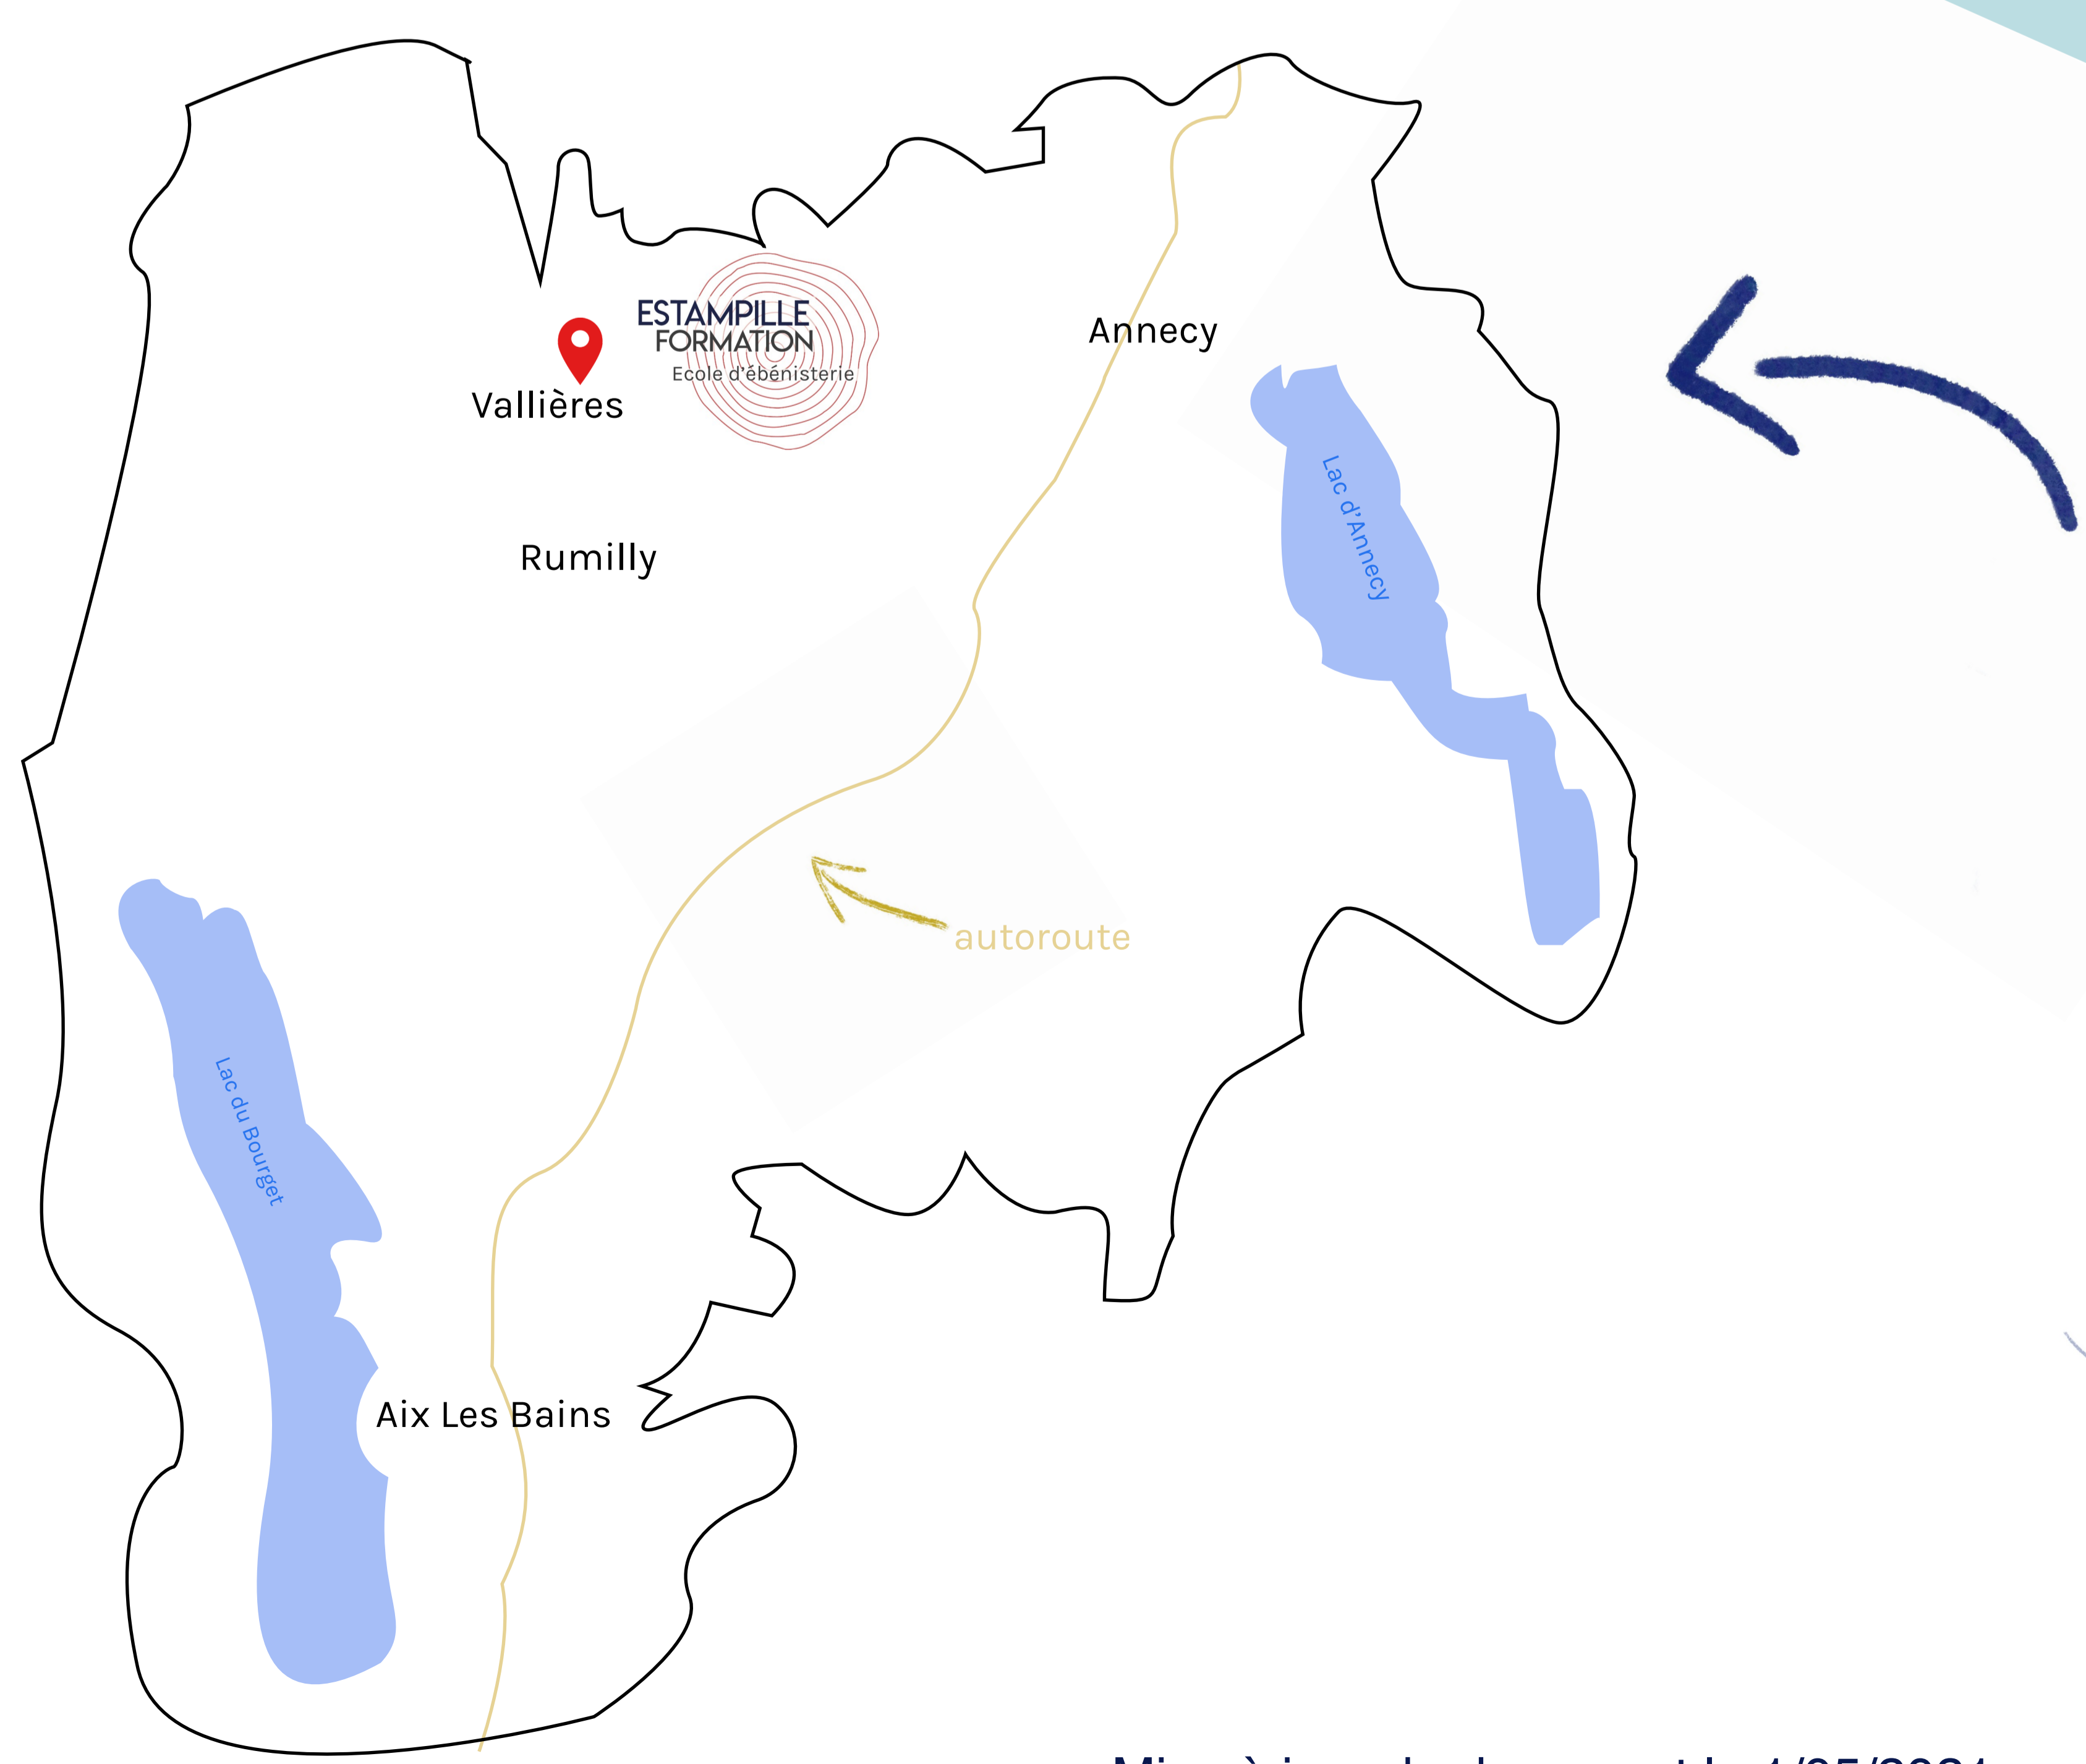 ESTAMPILLE
FORMATION
Ecole d'ébénisterie
Annecy
Vallières
Lac d'Annecy
Rumilly
autoroute
Lac du Bourget
Aix Les Bains